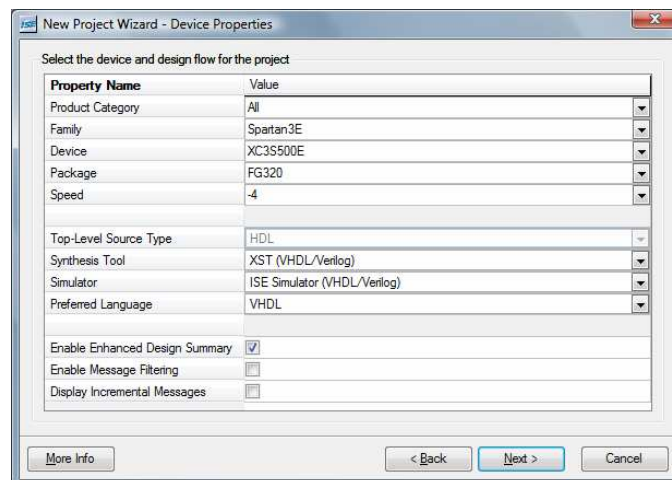 ISE New Project Wizard - Device Properties
Select the device and design flow for the project
Property Name Value
Product Category All
Family Spartan3E
Device XC3S500E
Package FG320
Speed -4
Top-Level Source Type HDL
Synthesis Tool XST (VHDL/Verilog)
Simulator ISE Simulator (VHDL/Verilog)
Preferred Language VHDL
Enable Enhanced Design Summary
Enable Message Filtering
Display Incremental Messages
More Info < Back Next > Cancel